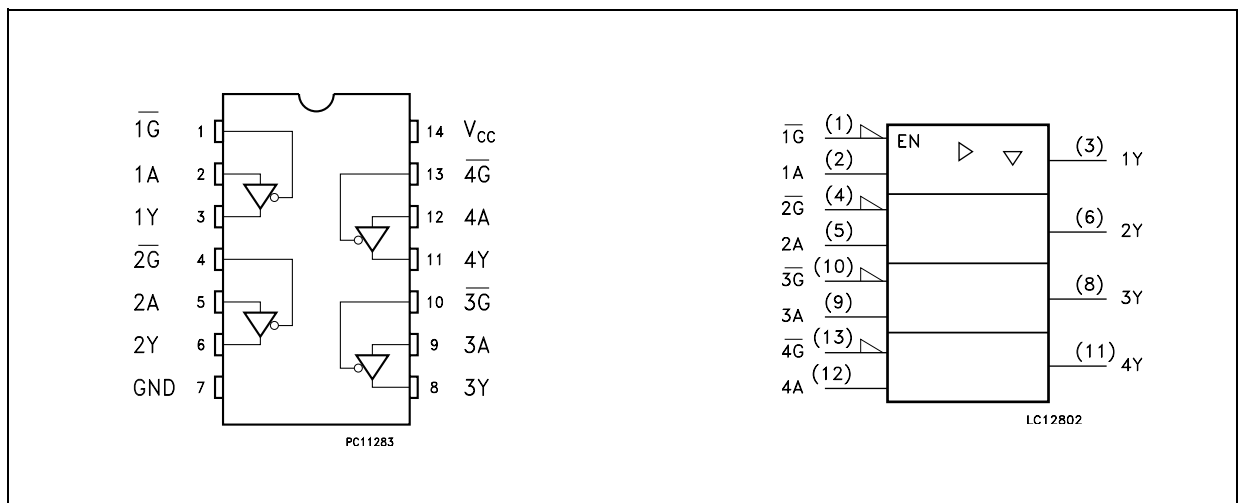 1G̅ 1 14 V_CC
1A 2 13 4G̅
1Y 3 12 4A
2G̅ 4 11 4Y
2A 5 10 3G̅
2Y 6 9 3A
GND 7 8 3Y
PC11283
1G̅ (1) EN (3) 1Y
1A (2)
2G̅ (4) (6) 2Y
2A (5)
3G̅ (10) (8) 3Y
3A (9)
4G̅ (13) (11) 4Y
4A (12)
LC12802